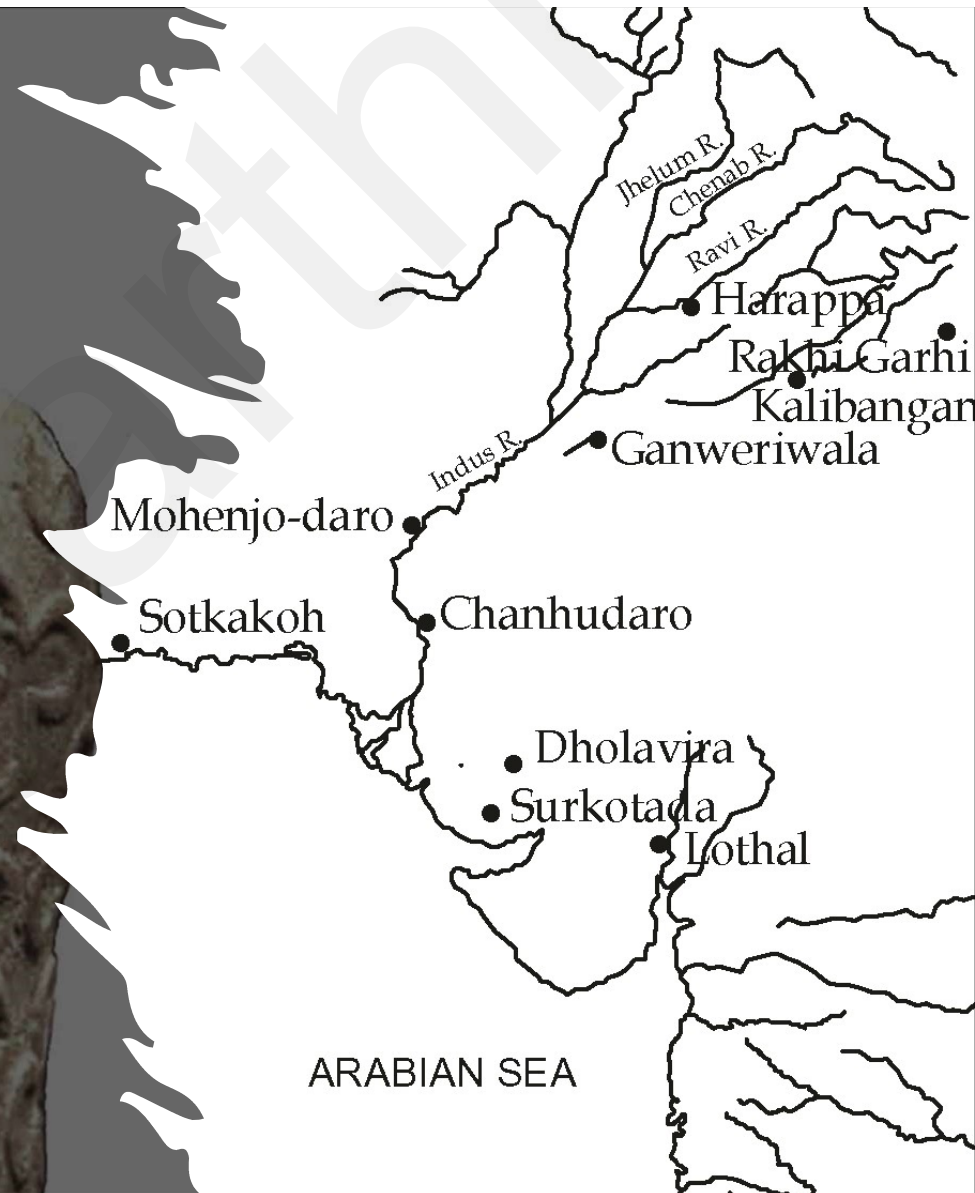 Jhelum R.
Chenab R.
Ravi R.
Harappa
Rakhi Garhi
Kalibangan
Indus R.
Ganweriwala
Mohenjo-daro
Sotkakoh
Chanhudaro
Dholavira
Surkotada
Lothal
ARABIAN SEA